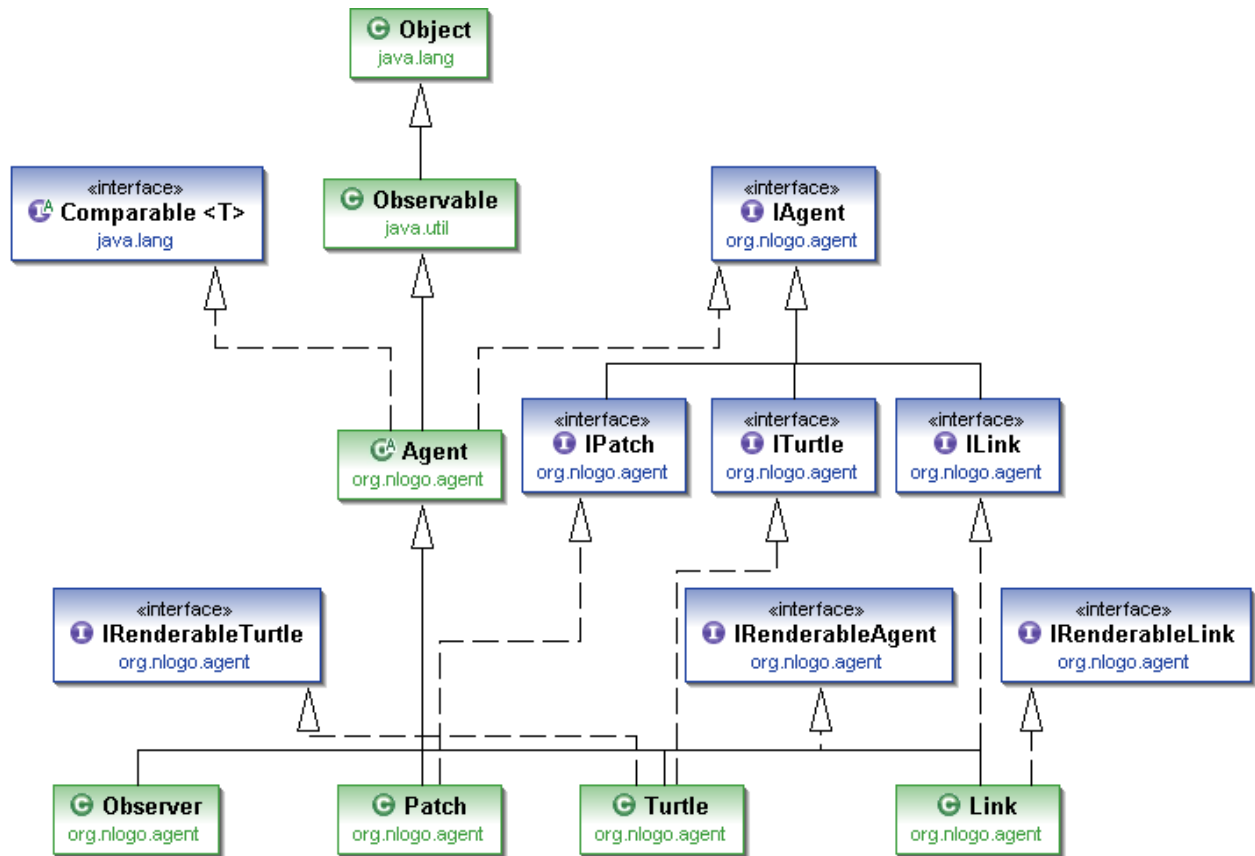 Object
java.lang
«interface»
Comparable <T>
java.lang
Observable
java.util
«interface»
IAgent
org.nlogo.agent
Agent
org.nlogo.agent
«interface»
IPatch
org.nlogo.agent
«interface»
ITurtle
org.nlogo.agent
«interface»
ILink
org.nlogo.agent
«interface»
IRenderableTurtle
org.nlogo.agent
«interface»
IRenderableAgent
org.nlogo.agent
«interface»
IRenderableLink
org.nlogo.agent
Observer
org.nlogo.agent
Patch
org.nlogo.agent
Turtle
org.nlogo.agent
Link
org.nlogo.agent